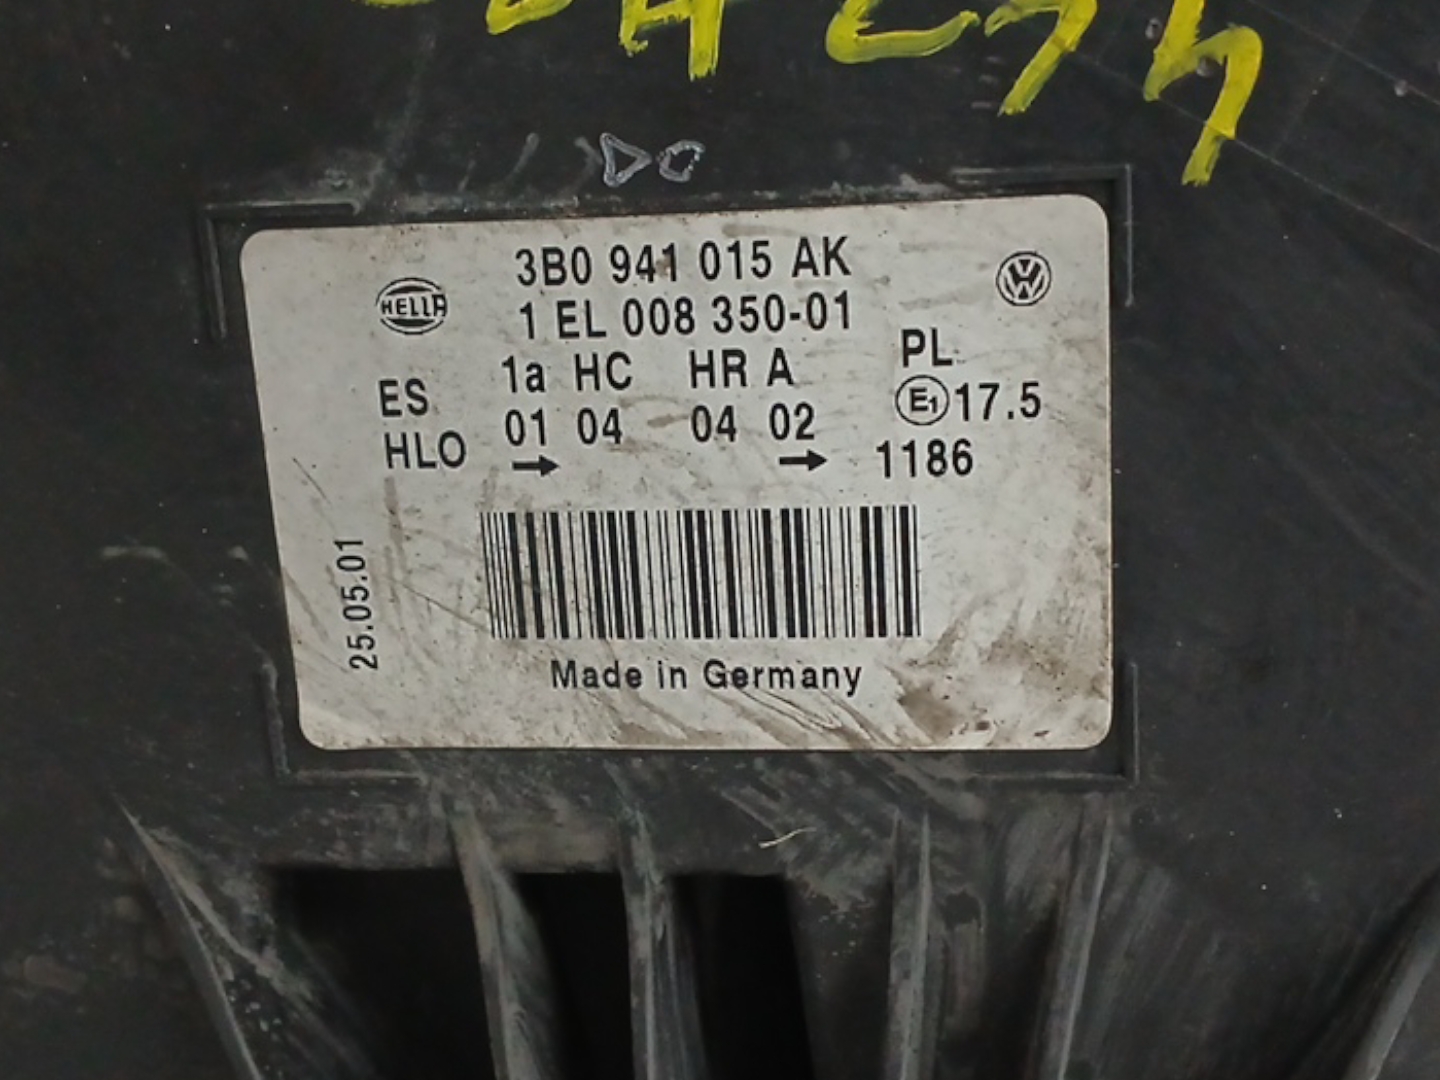 DC
3B0 941 015 AK
HELLA
1 EL 008 350-01
1a HC HR A PL
ES
E1 17.5
01 04 04 02
HLO
1186
25.05.01
Made in Germany